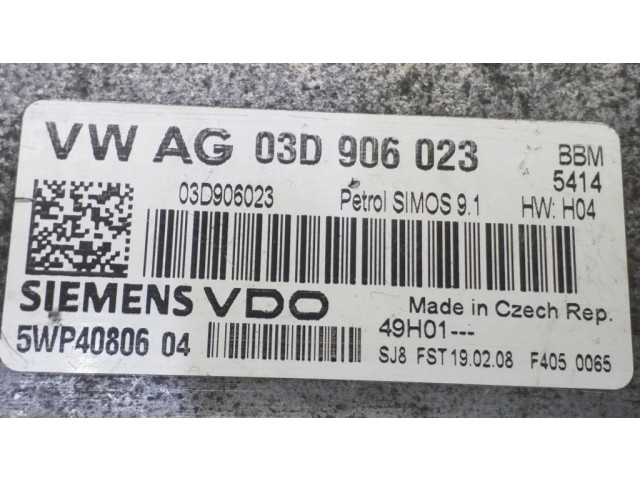 VW AG 03D 906 023 BBM
5414
03D906023 Petrol SIMOS 9.1 HW: H04
SIEMENS VDO Made in Czech Rep.
5WP40806 04 49H01---
SJ8 FST 19.02.08 F405 0065